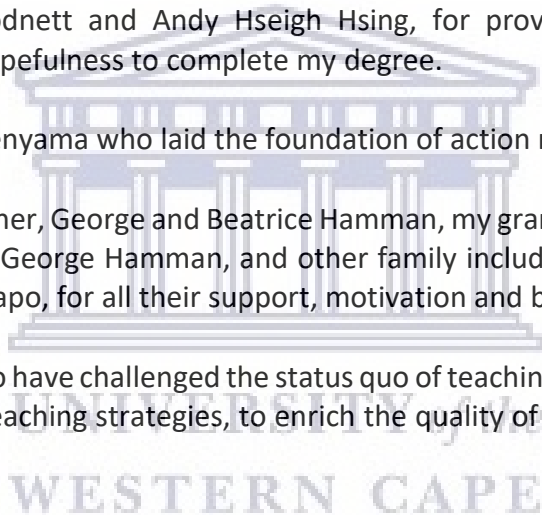 odnett and Andy Hseigh Hsing, for prov
pefulness to complete my degree.
enyama who laid the foundation of action r
ner, George and Beatrice Hamman, my gran
George Hamman, and other family includ
apo, for all their support, motivation and b
o have challenged the status quo of teachin
eaching strategies, to enrich the quality of
UNIVERSITY of the
WESTERN CAPE